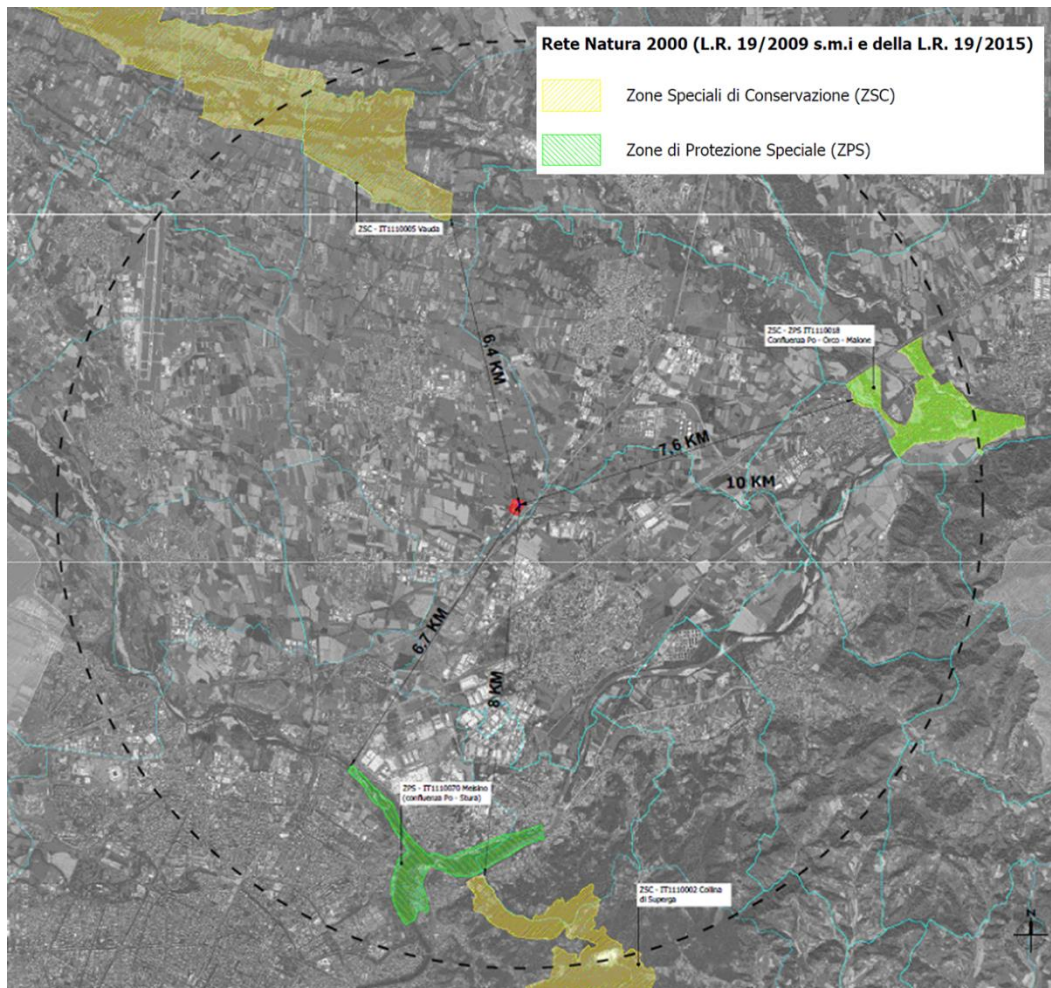 Rete Natura 2000 (L.R. 19/2009 s.m.i e della L.R. 19/2015)
Zone Speciali di Conservazione (ZSC)
Zone di Protezione Speciale (ZPS)
ZSC - IT1110005 Vauda
ZSC - ZPS IT1110018
Confluenza Po - Orco - Malone
6,4 KM
7,6 KM
10 KM
6,7 KM
8 KM
ZPS - IT1110070 Meisino
(confluenza Po - Stura)
ZSC - IT1110002 Collina
di Superga
N